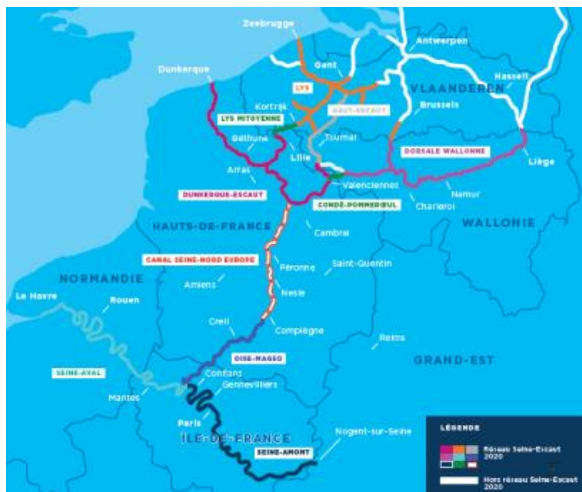 Zeebrugge
Antwerpen
Dunkerque
Gent
Hasselt
LYS
VLAANDEREN
Kortrijk
HAUT-ESCAUT
Brussels
LYS MITOYENNE
Béthune
Tournai
Lille
DORSALE WALLONNE
Liège
Arras
Valenciennes
Namur
DUNKERQUE-ESCAUT
CONDÉ-POMMEROEUL
Charleroi
HAUTS-DE-FRANCE
WALLONIE
Cambrai
CANAL SEINE-NORD EUROPE
Saint-Quentin
NORMANDIE
Péronne
Amiens
Le Havre
Rouen
Nesle
Creil
Compiègne
Reims
OISE-MAGEO
GRAND-EST
SEINE-AVAL
Conflans
Gennevilliers
Mantes
Paris
Nogent-sur-Seine
ÎLE-DE-FRANCE
SEINE-AMONT
LÉGENDE
Réseau Seine-Escaut
2020
Hors réseau Seine-Escaut
2020